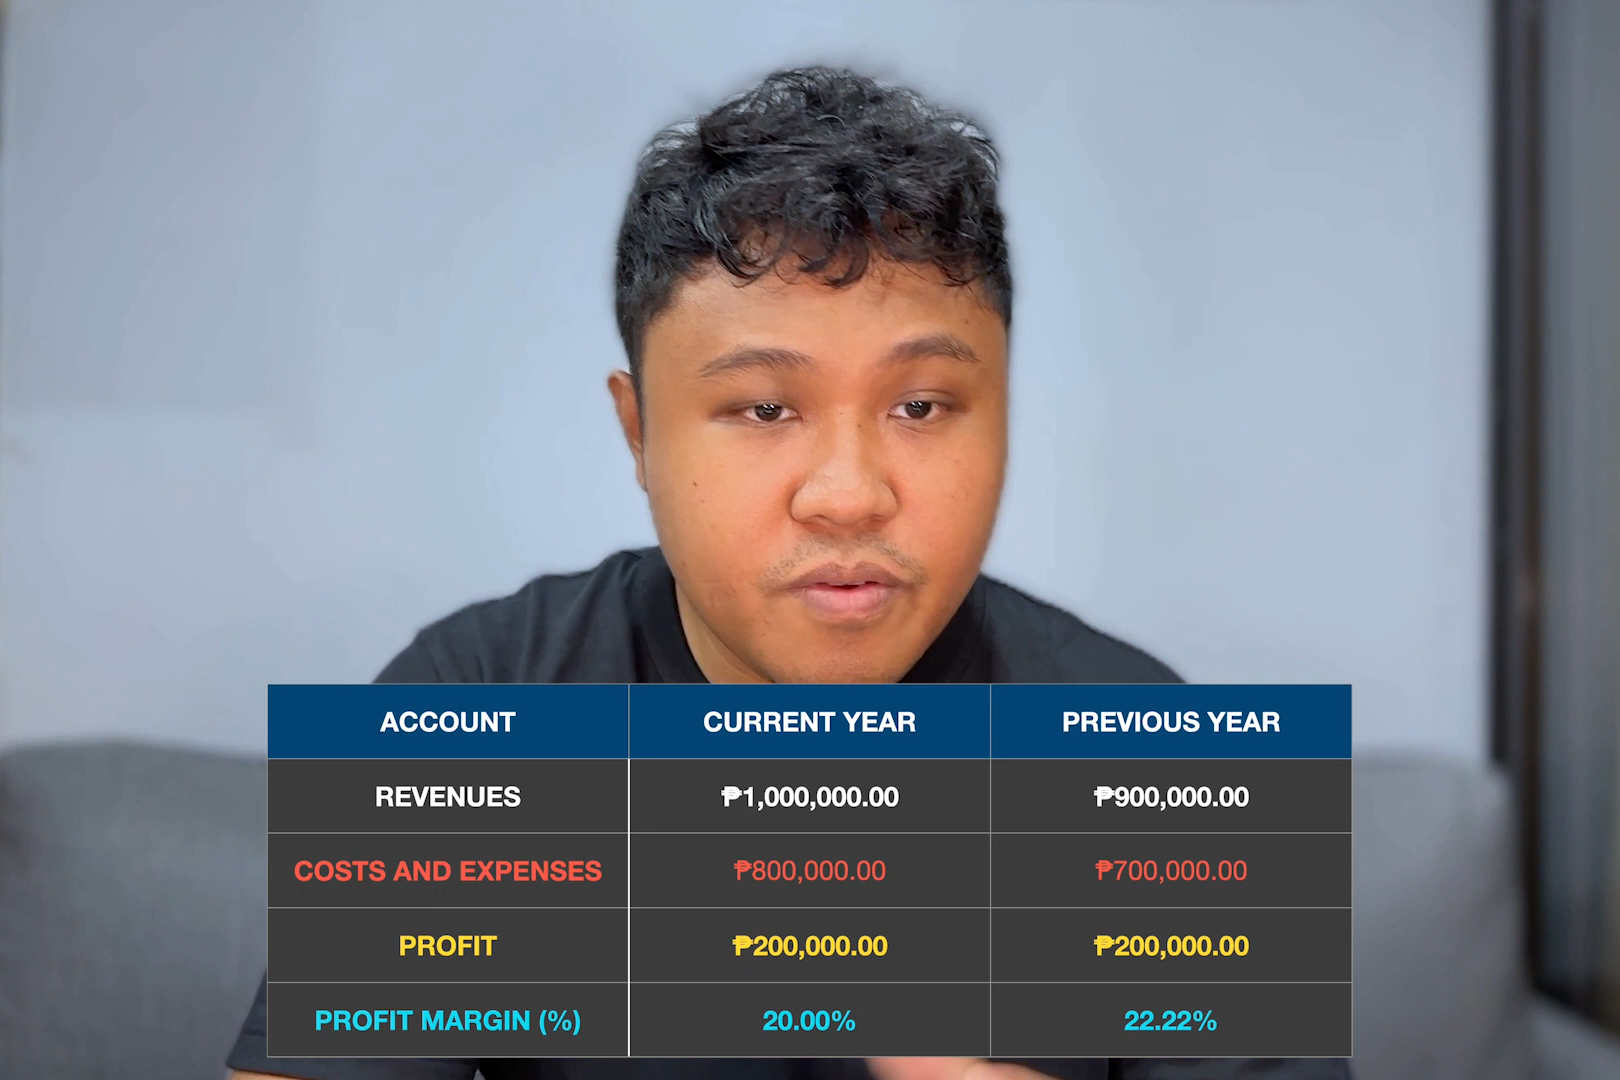 ACCOUNT CURRENT YEAR PREVIOUS YEAR
REVENUES ₱1,000,000.00 ₱900,000.00
COSTS AND EXPENSES ₱800,000.00 ₱700,000.00
PROFIT ₱200,000.00 ₱200,000.00
PROFIT MARGIN (%) 20.00% 22.22%